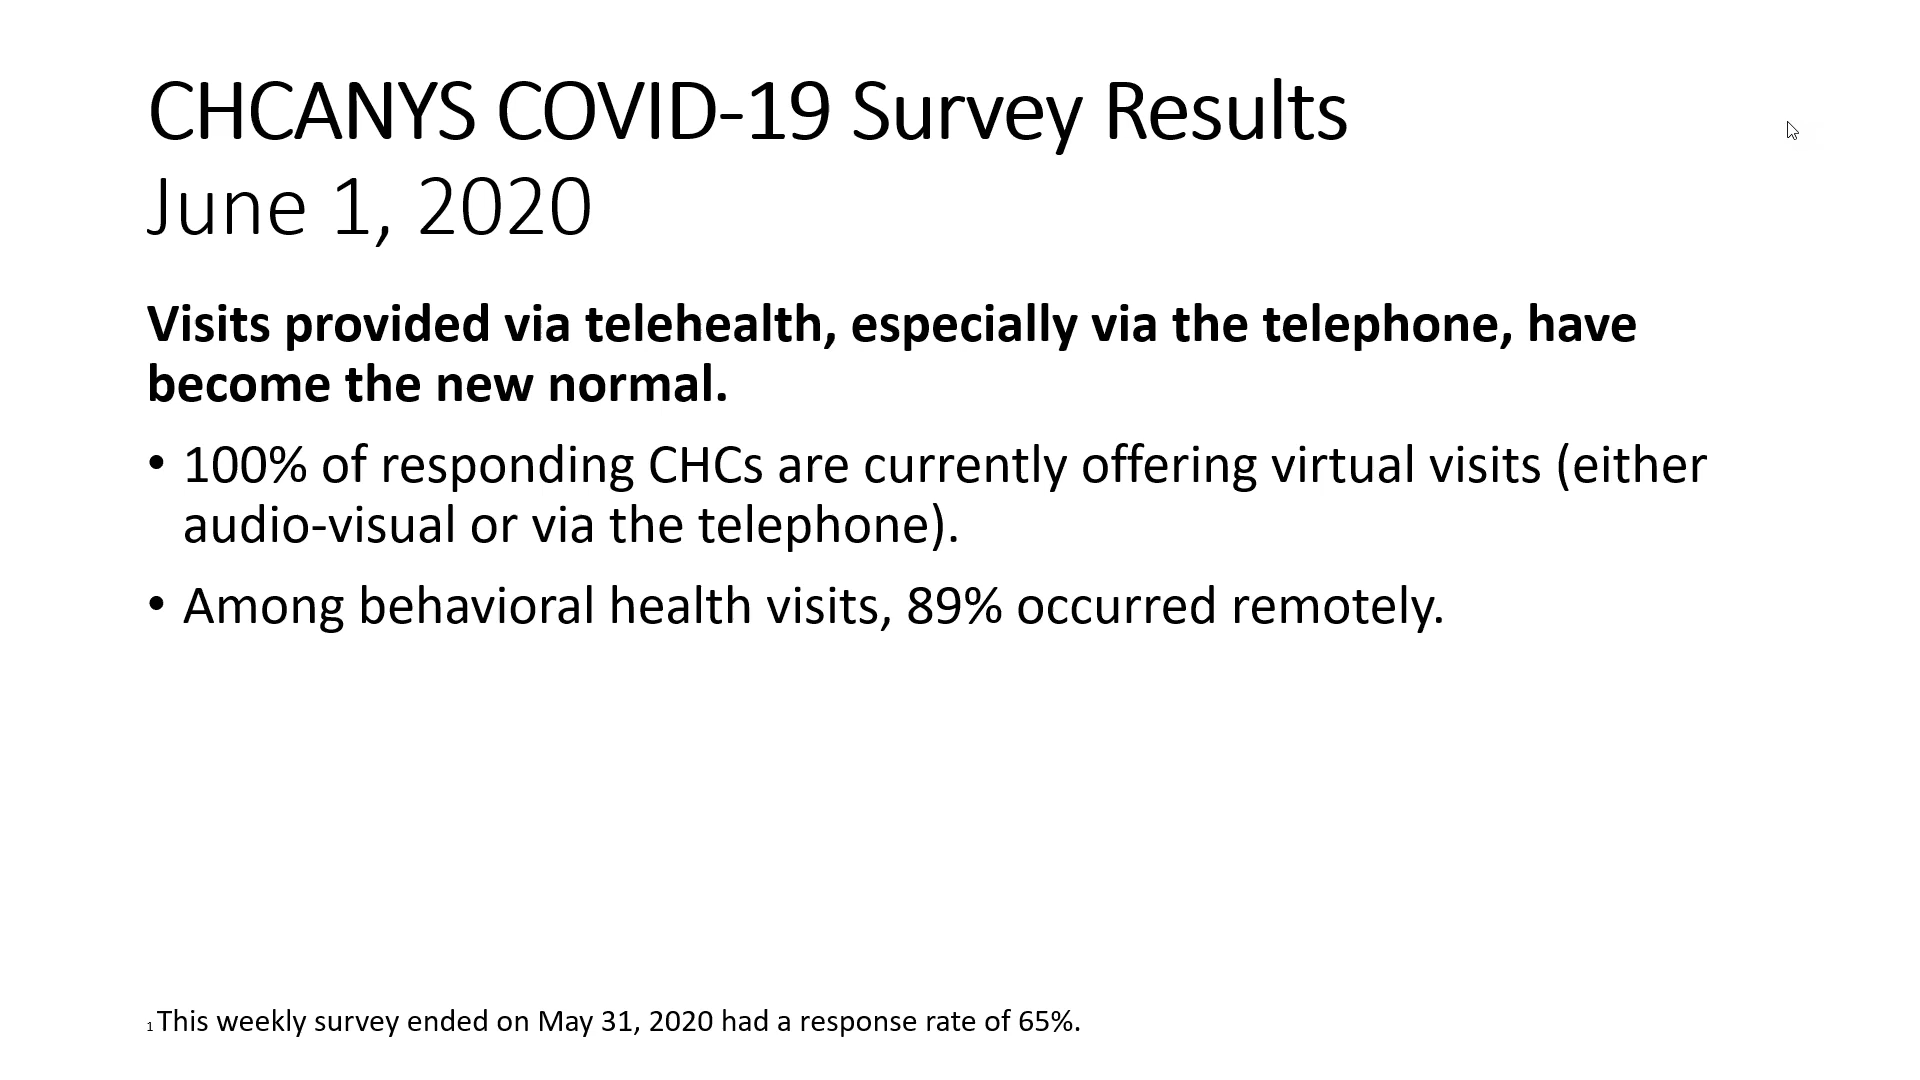 CHCANYS COVID-19 Survey Results
June 1, 2020
Visits provided via telehealth, especially via the telephone, have
become the new normal.
• 100% of responding CHCs are currently offering virtual visits (either
audio-visual or via the telephone).
• Among behavioral health visits, 89% occurred remotely.
1 This weekly survey ended on May 31, 2020 had a response rate of 65%.